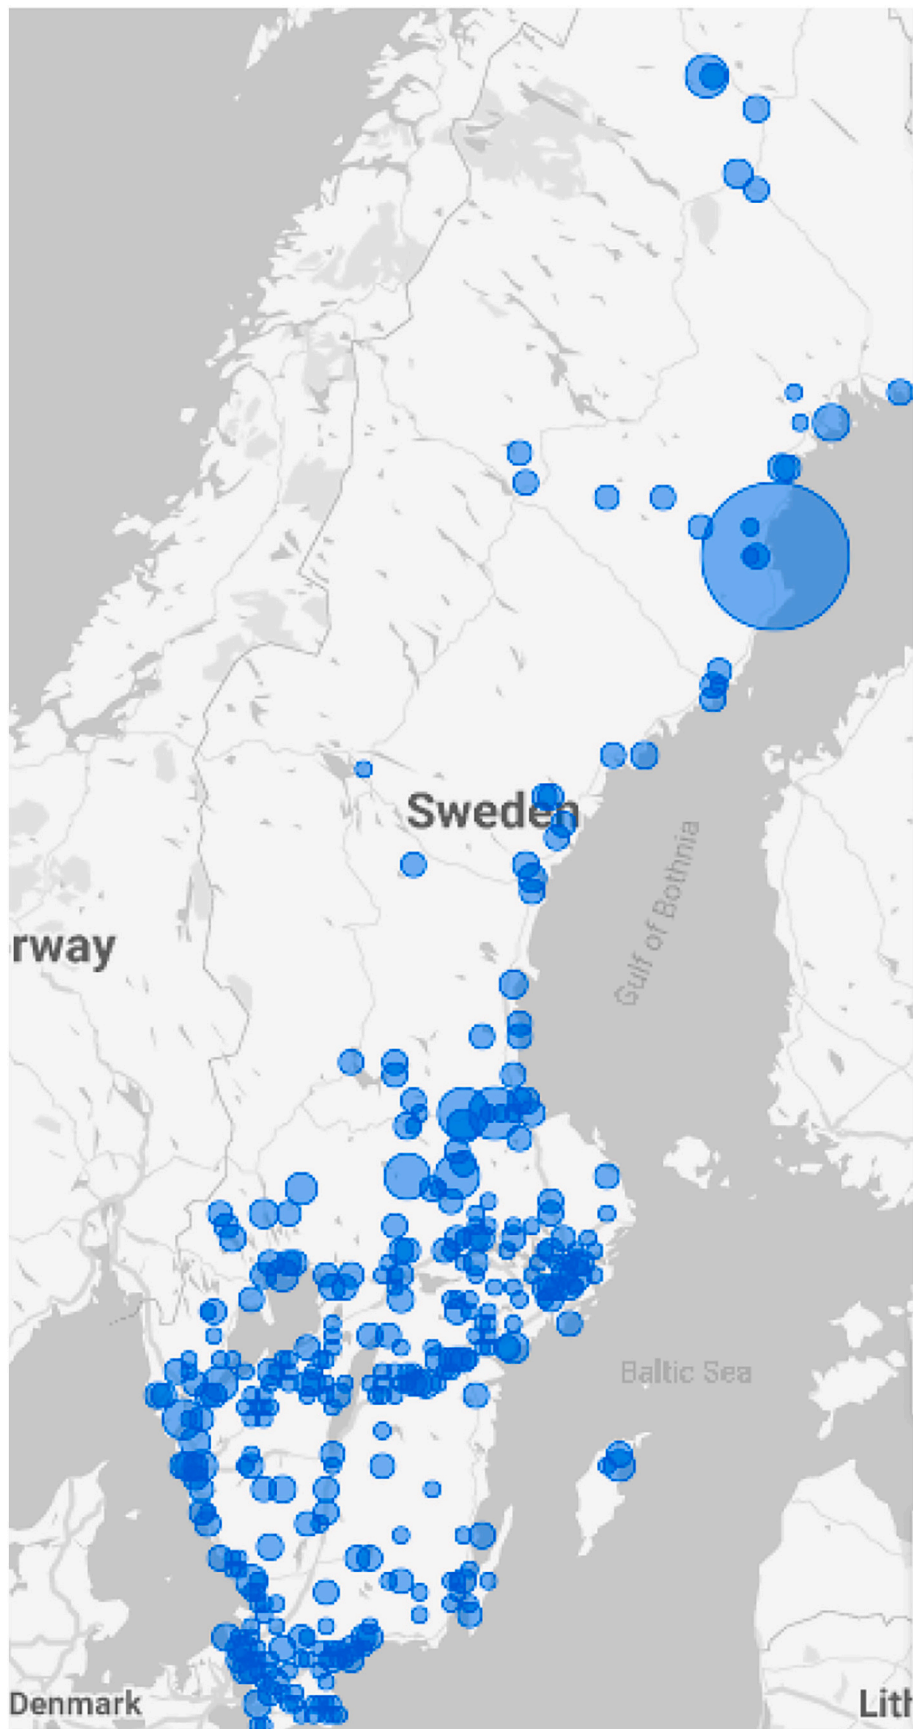 Sweden
Gulf of Bothnia
rway
Baltic Sea
Denmark
Lith